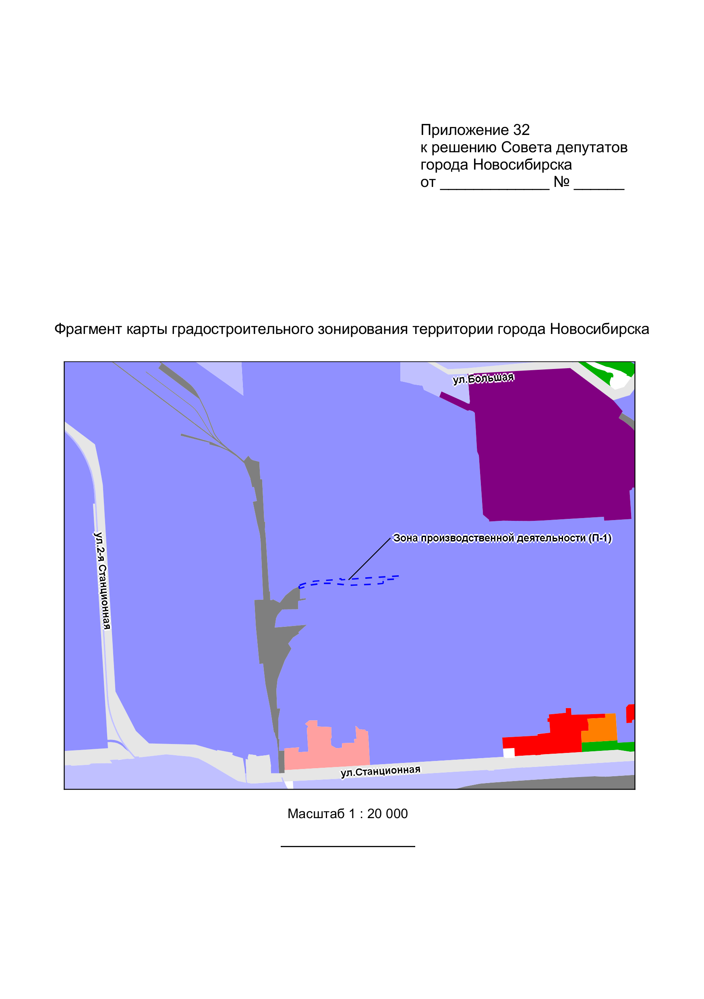 Приложение 32
к решению Совета депутатов
города Новосибирска
от _____________ № ______
Фрагмент карты градостроительного зонирования территории города Новосибирска
ул.Большая
Зона производственной деятельности (П-1)
ул.2-я Станционная
ул.Станционная
Масштаб 1 : 20 000